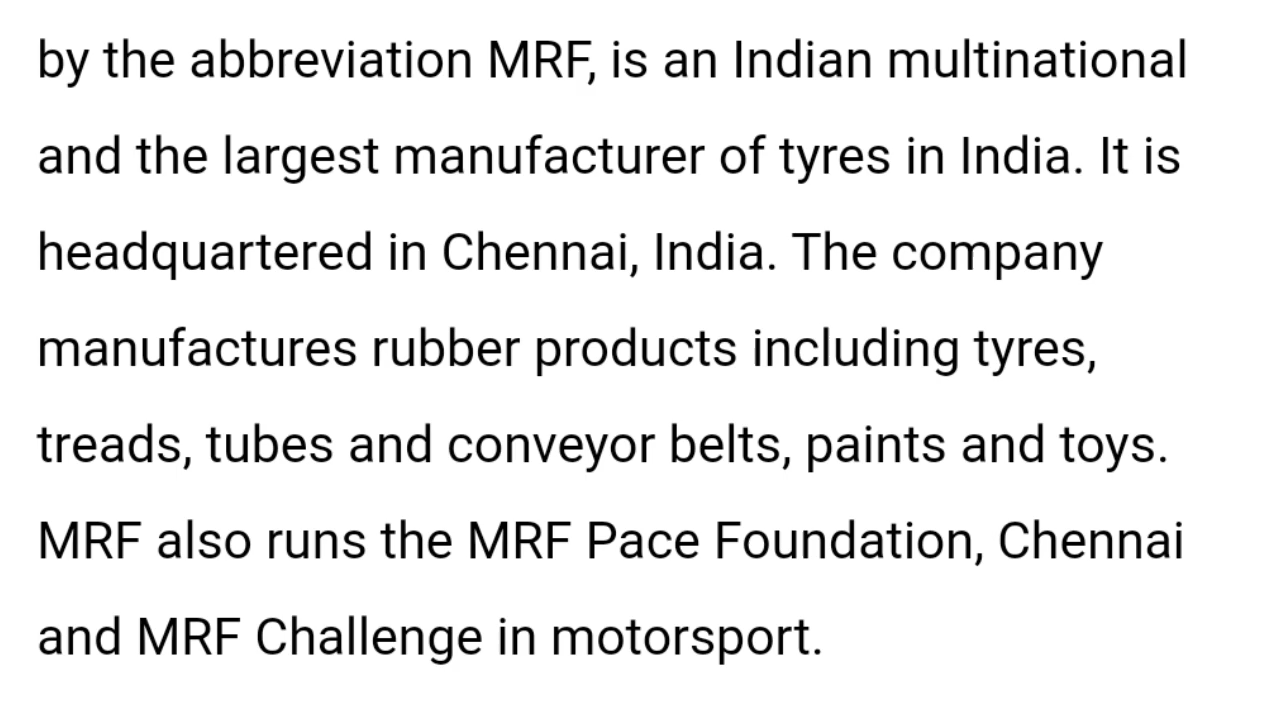 by the abbreviation MRF, is an Indian multinational
and the largest manufacturer of tyres in India. It is
headquartered in Chennai, India. The company
manufactures rubber products including tyres,
treads, tubes and conveyor belts, paints and toys.
MRF also runs the MRF Pace Foundation, Chennai
and MRF Challenge in motorsport.